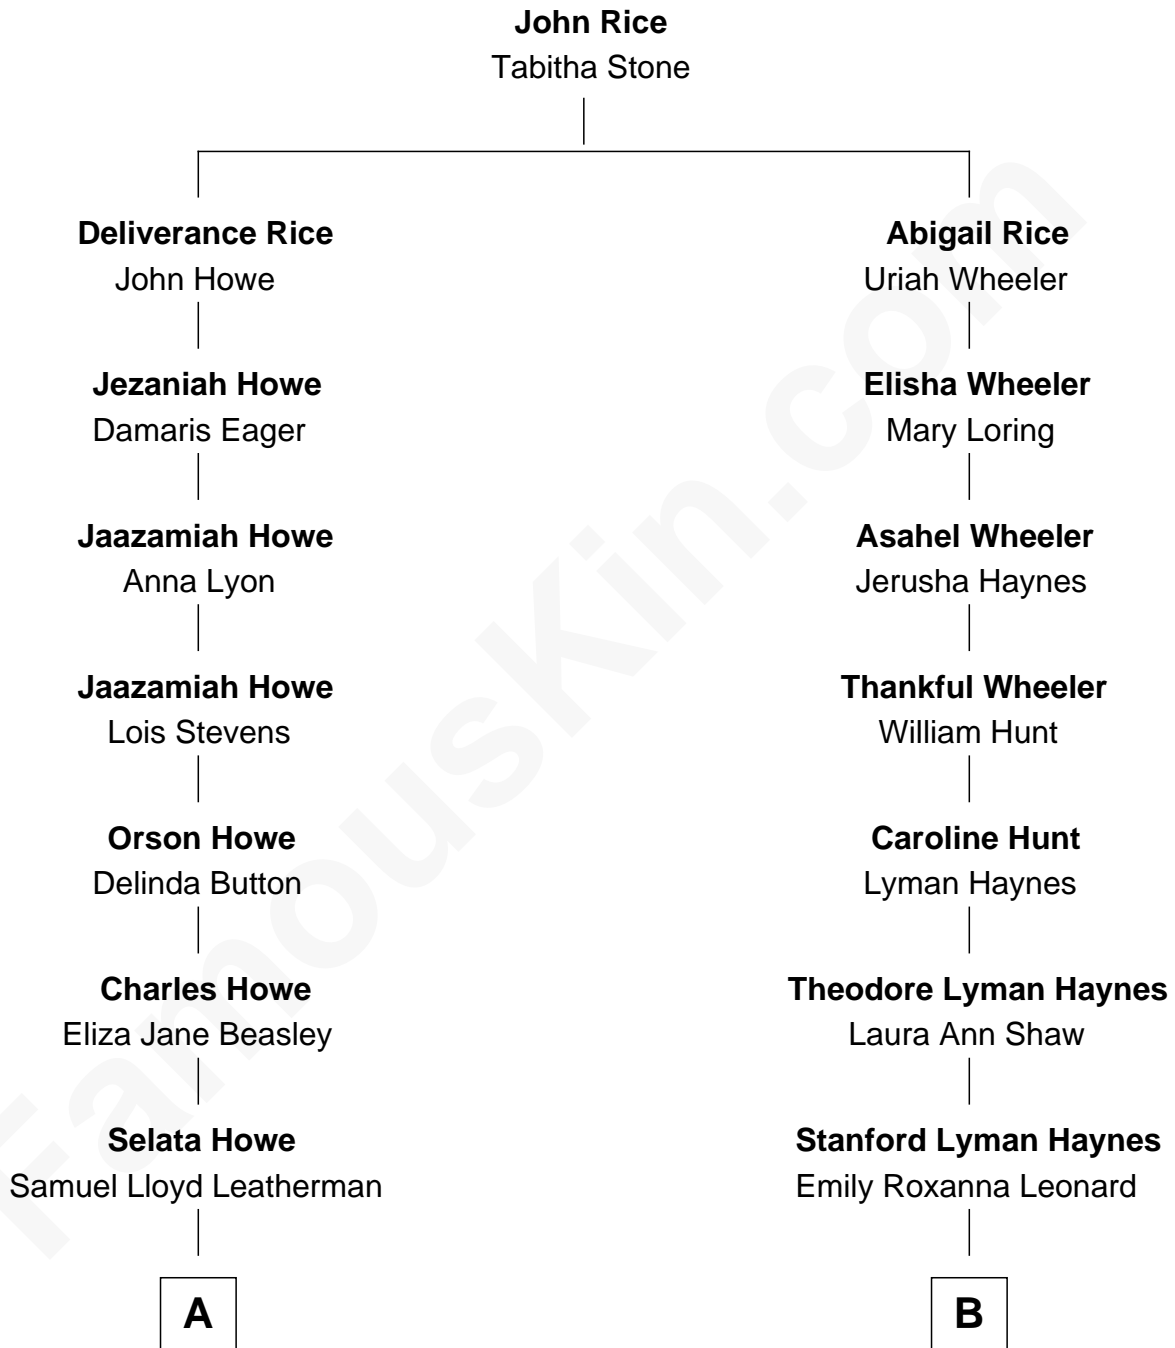 John Rice
Tabitha Stone
Deliverance Rice
John Howe
Abigail Rice
Uriah Wheeler
Jezaniah Howe
Damaris Eager
Elisha Wheeler
Mary Loring
Jaazamiah Howe
Anna Lyon
Asahel Wheeler
Jerusha Haynes
Jaazamiah Howe
Lois Stevens
Thankful Wheeler
William Hunt
Orson Howe
Delinda Button
Caroline Hunt
Lyman Haynes
Charles Howe
Eliza Jane Beasley
Theodore Lyman Haynes
Laura Ann Shaw
Selata Howe
Samuel Lloyd Leatherman
Stanford Lyman Haynes
Emily Roxanna Leonard
A
B
FamousKin.com